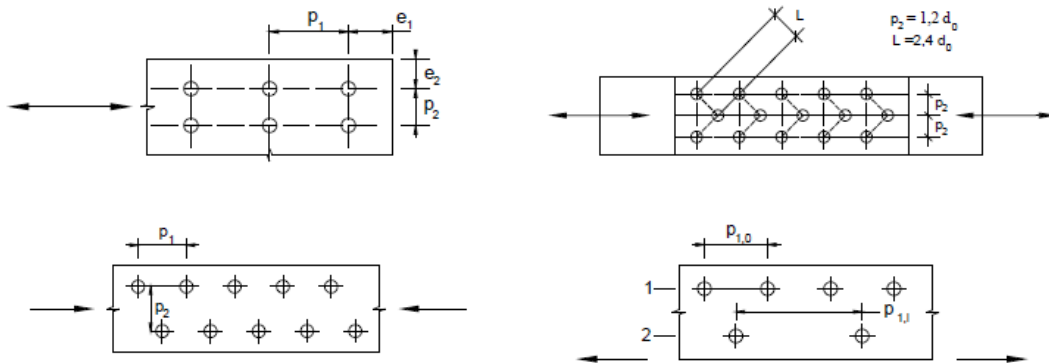 p₁ e₁
e₂
p₂
L
p₂ = 1,2 d₀
L =2,4 d₀
p₂
p₂
p₁
p₂
p₁,₀
1
p₁,ᵢ
2